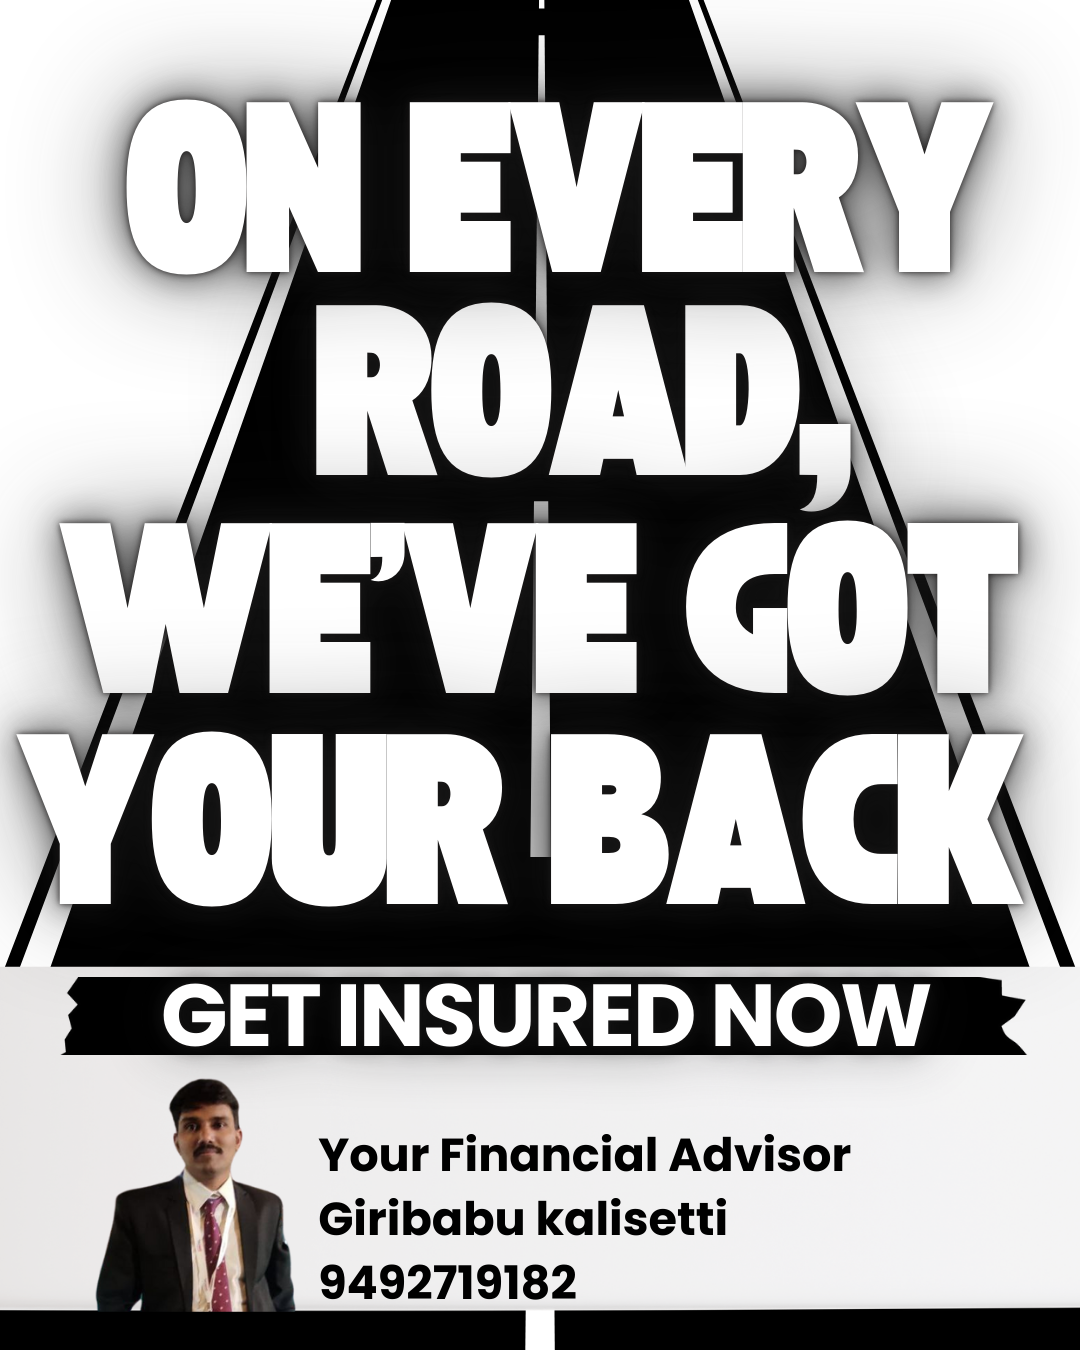 ON EVERY
ROAD,
WE’VE GOT
YOUR BACK
GET INSURED NOW
Your Financial Advisor
Giribabu kalisetti
9492719182